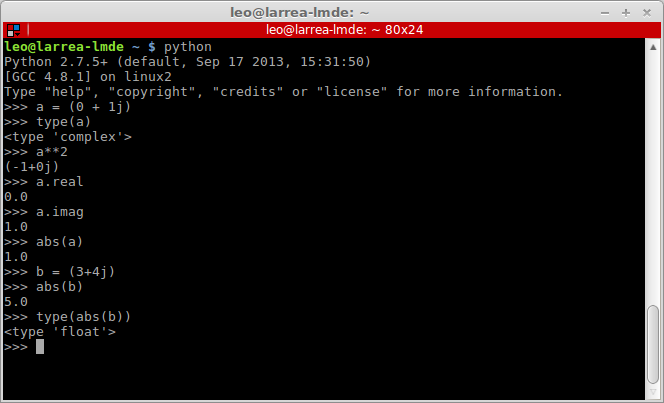 leo@larrea-lmde: ~
leo@larrea-lmde: ~ 80x24
leo@larrea-lmde ~ $ python
Python 2.7.5+ (default, Sep 17 2013, 15:31:50)
[GCC 4.8.1] on linux2
Type "help", "copyright", "credits" or "license" for more information.
>>> a = (0 + 1j)
>>> type(a)
<type 'complex'>
>>> a**2
(-1+0j)
>>> a.real
0.0
>>> a.imag
1.0
>>> abs(a)
1.0
>>> b = (3+4j)
>>> abs(b)
5.0
>>> type(abs(b))
<type 'float'>
>>>